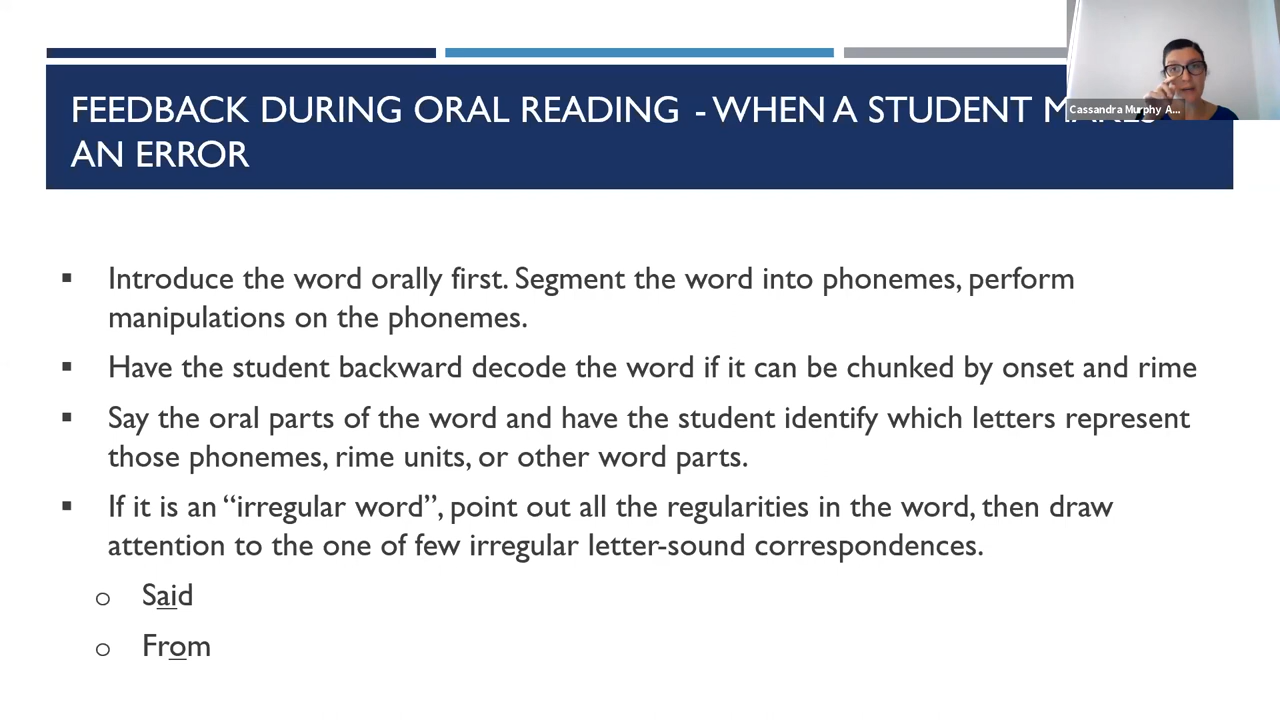 FEEDBACK DURING ORAL READING - WHEN A STUDENT MAKES
AN ERROR
Cassandra Murphy A...
▪ Introduce the word orally first. Segment the word into phonemes, perform
manipulations on the phonemes.
▪ Have the student backward decode the word if it can be chunked by onset and rime
▪ Say the oral parts of the word and have the student identify which letters represent
those phonemes, rime units, or other word parts.
▪ If it is an “irregular word”, point out all the regularities in the word, then draw
attention to the one of few irregular letter-sound correspondences.
o Said
o From